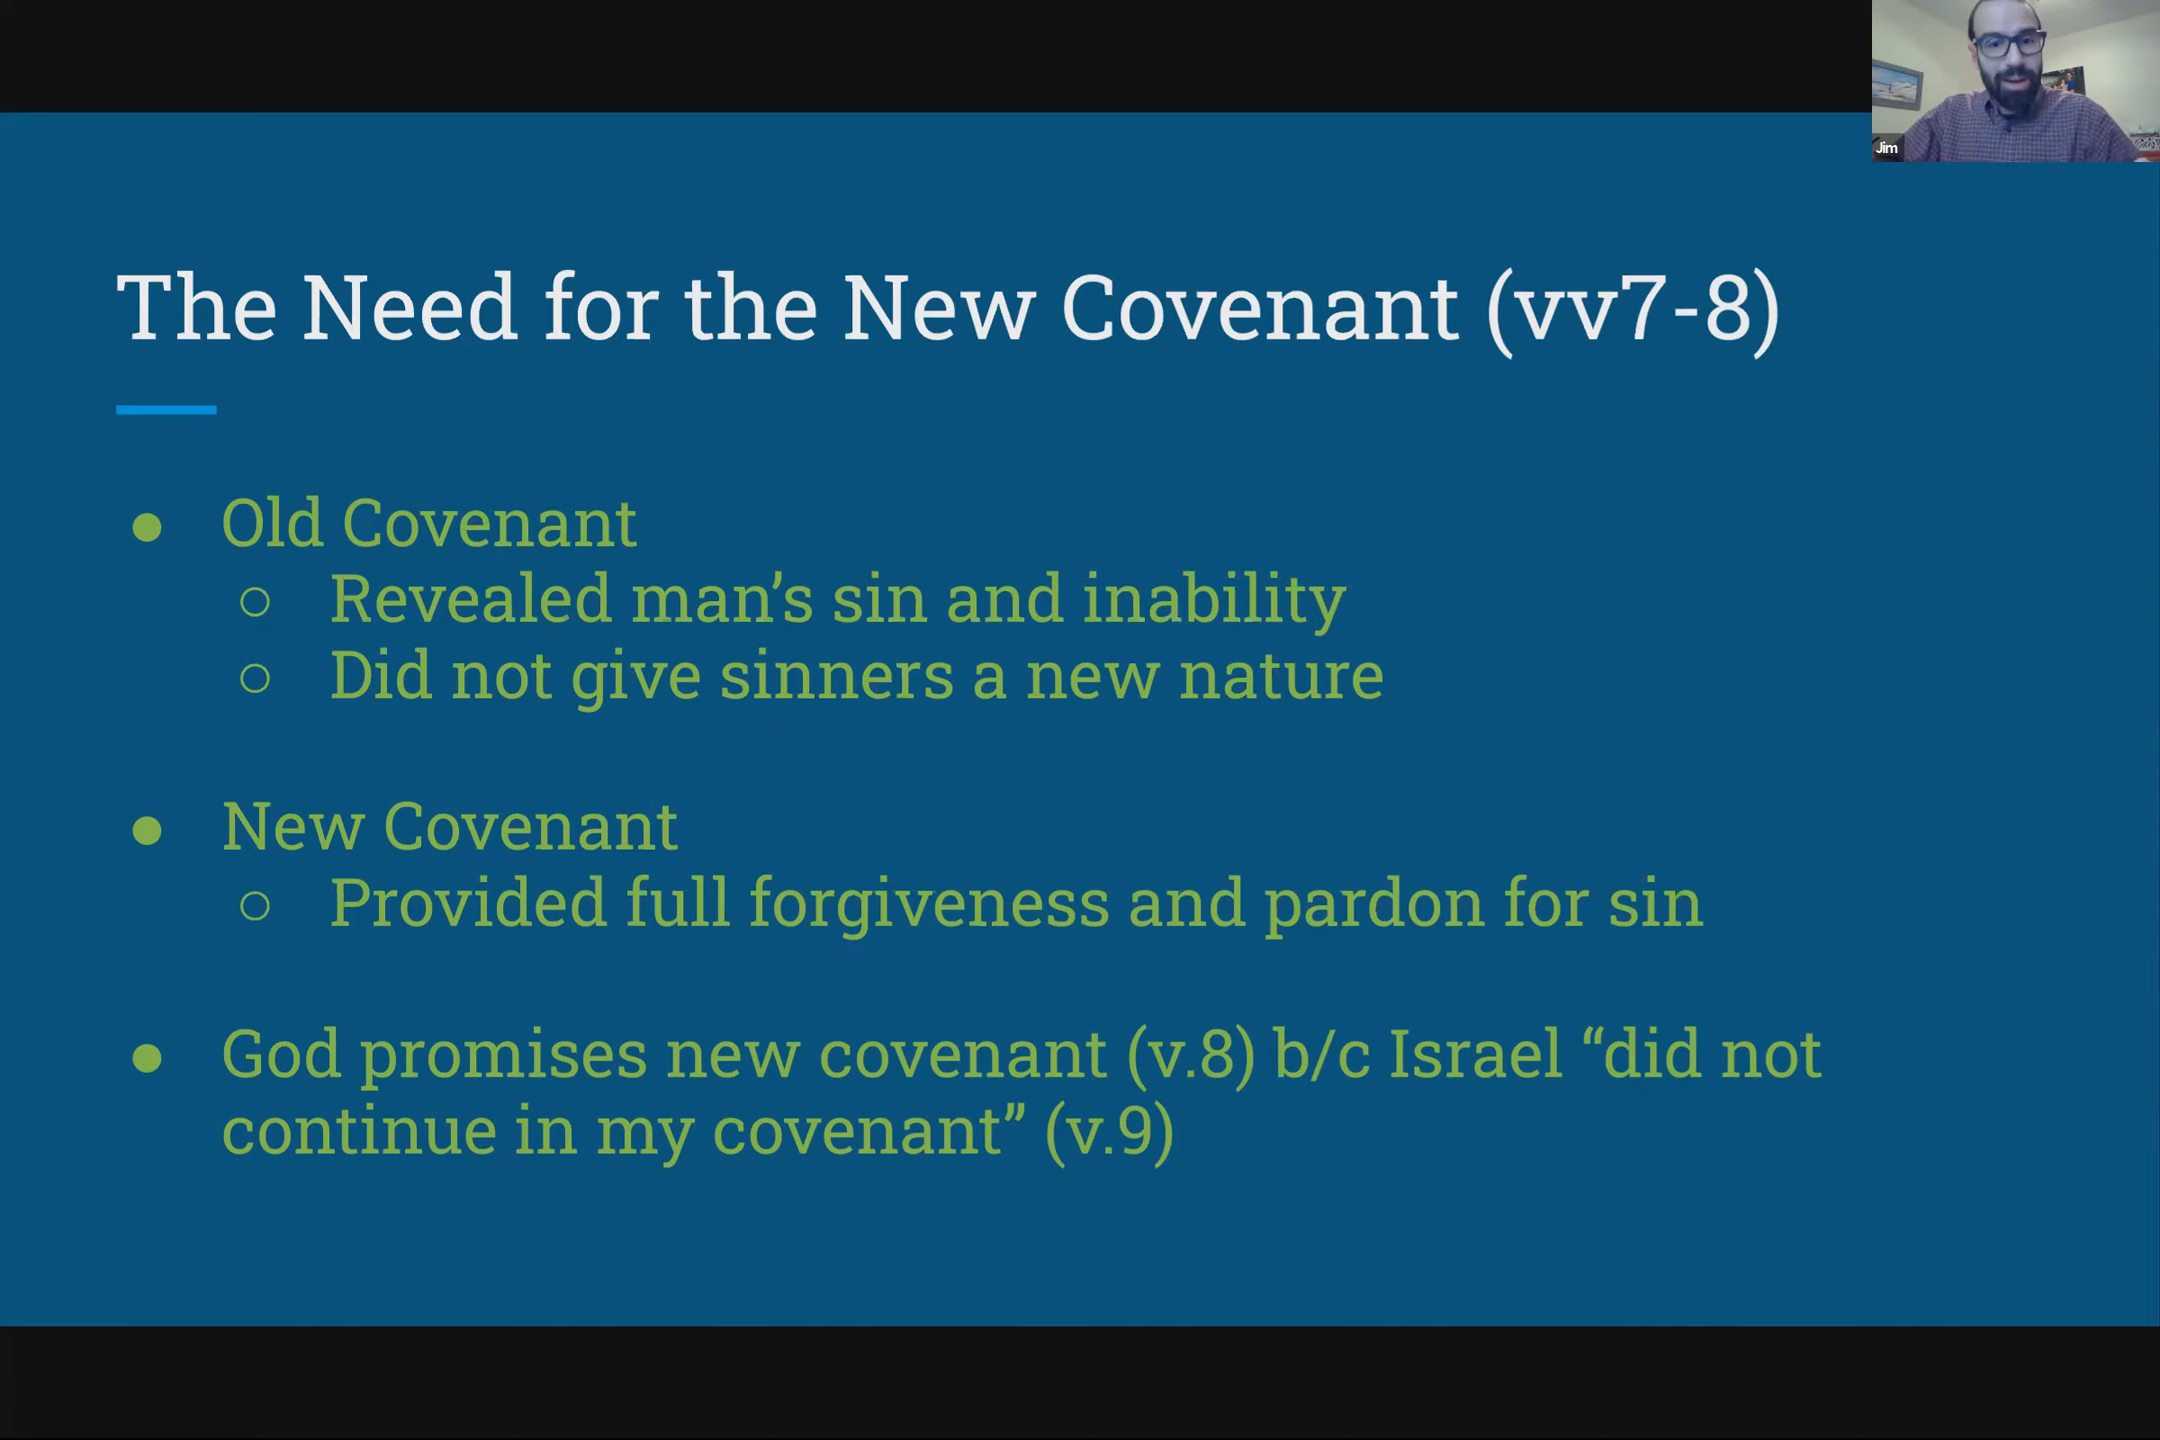 Jim
The Need for the New Covenant (vv7-8)
● Old Covenant
○ Revealed man’s sin and inability
○ Did not give sinners a new nature
● New Covenant
○ Provided full forgiveness and pardon for sin
● God promises new covenant (v.8) b/c Israel “did not
continue in my covenant” (v.9)